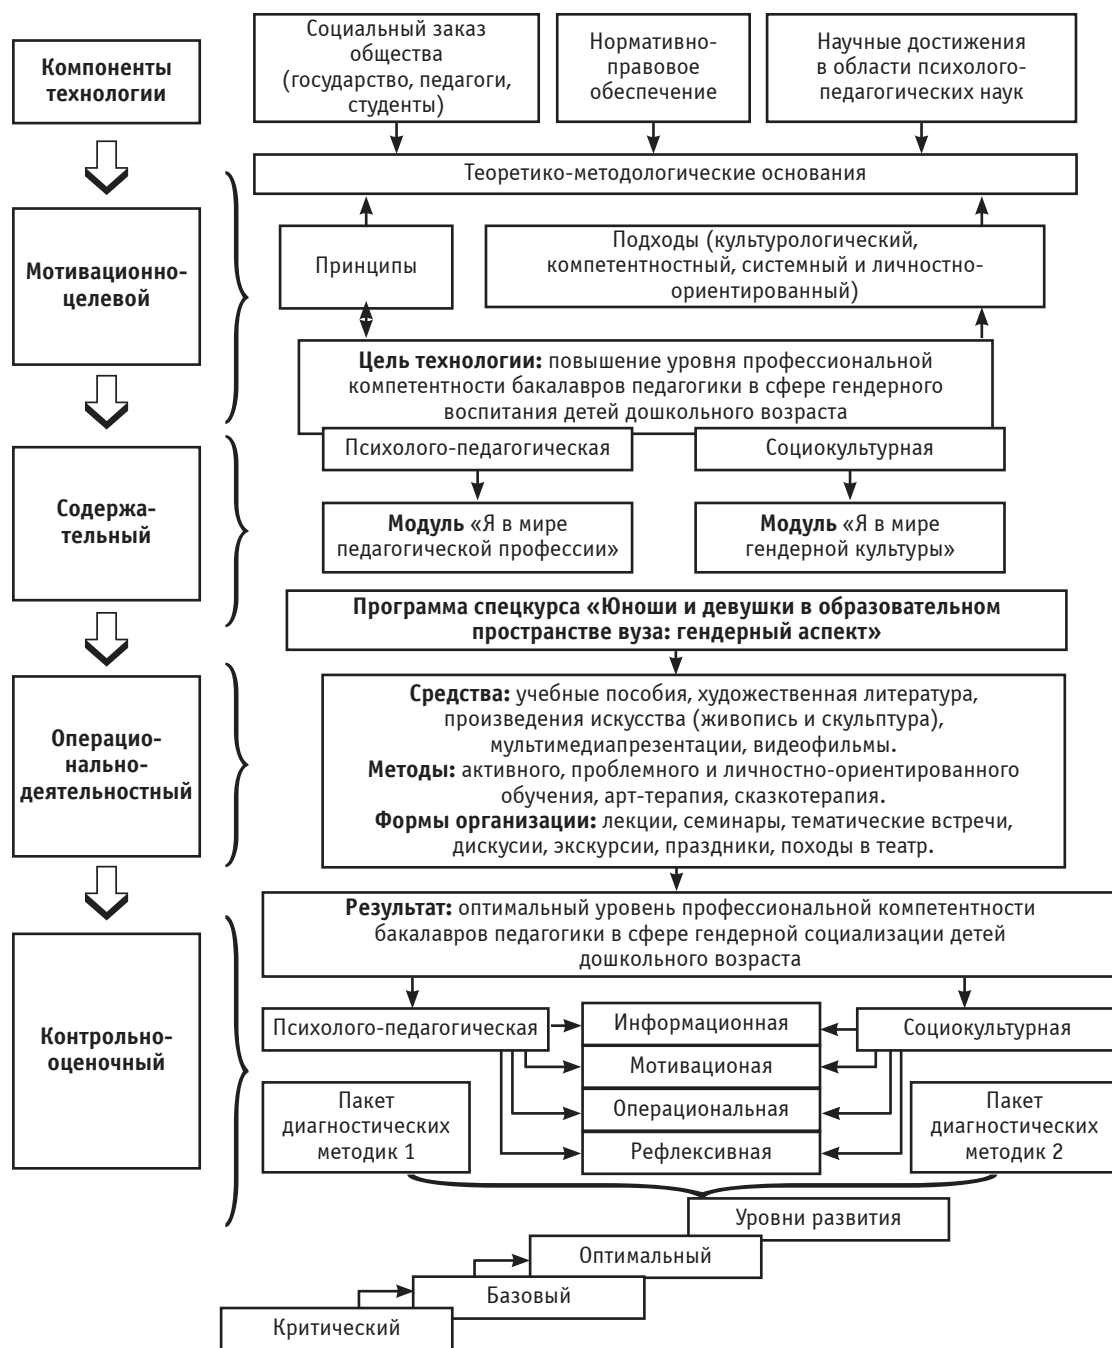 Компоненты
технологии
Социальный заказ
общества
(государство, педагоги,
студенты)
Нормативно-
правовое
обеспечение
Научные достижения
в области психолого-
педагогических наук
Теоретико-методологические основания
Мотивационно-
целевой
Принципы
Подходы (культурологический,
компетентностный, системный и личностно-
ориентированный)
Цель технологии: повышение уровня профессиональной
компетентности бакалавров педагогики в сфере гендерного
воспитания детей дошкольного возраста
Психолого-педагогическая
Социокультурная
Содержа-
тельный
Модуль «Я в мире
педагогической профессии»
Модуль «Я в мире
гендерной культуры»
Программа спецкурса «Юноши и девушки в образовательном
пространстве вуза: гендерный аспект»
Операцио-
нально-
деятельностный
Средства: учебные пособия, художественная литература,
произведения искусства (живопись и скульптура),
мультимедиапрезентации, видеофильмы.
Методы: активного, проблемного и личностно-ориентированного
обучения, арт-терапия, сказкотерапия.
Формы организации: лекции, семинары, тематические встречи,
дискусии, экскурсии, праздники, походы в театр.
Результат: оптимальный уровень профессиональной компетентности
бакалавров педагогики в сфере гендерной социализации детей
дошкольного возраста
Контрольно-
оценочный
Психолого-педагогическая
Информационная
Социокультурная
Мотивационая
Операциональная
Рефлексивная
Пакет
диагностических
методик 1
Пакет
диагностических
методик 2
Уровни развития
Оптимальный
Базовый
Критический